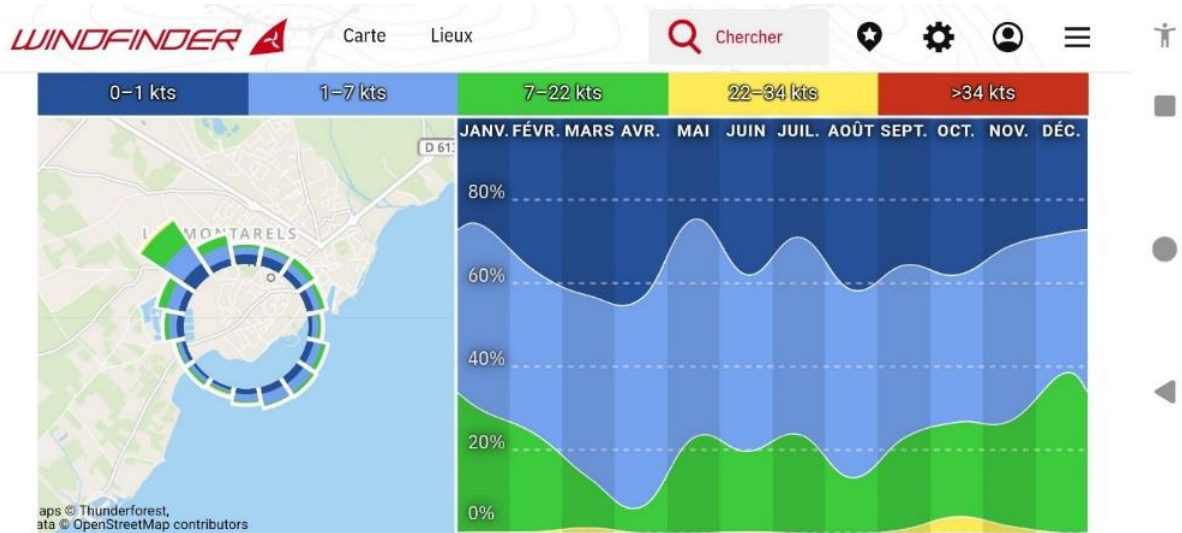 WINDFINDER Carte Lieux Chercher
0–1 kts 1–7 kts 7–22 kts 22–34 kts >34 kts
JANV. FÉVR. MARS AVR. MAI JUIN JUIL. AOÛT SEPT. OCT. NOV. DÉC.
D 61
80%
MONTARELS
60%
40%
20%
0%
aps © Thunderforest,
ata © OpenStreetMap contributors